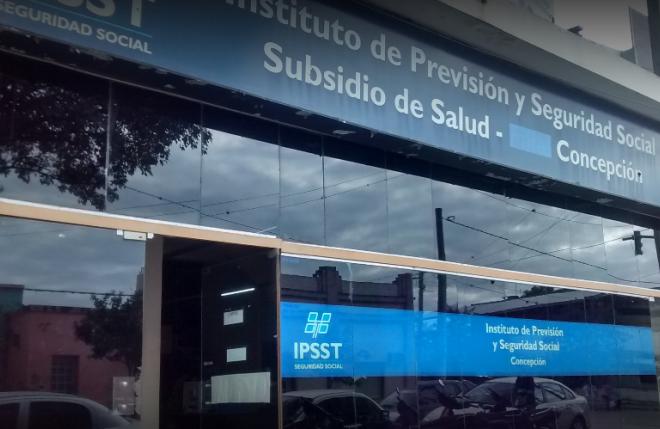 IPSST
SEGURIDAD SOCIAL
Instituto de Previsión y Seguridad Social
Subsidio de Salud - Concepción
IPSST
SEGURIDAD SOCIAL
Instituto de Previsión
y Seguridad Social
Concepción